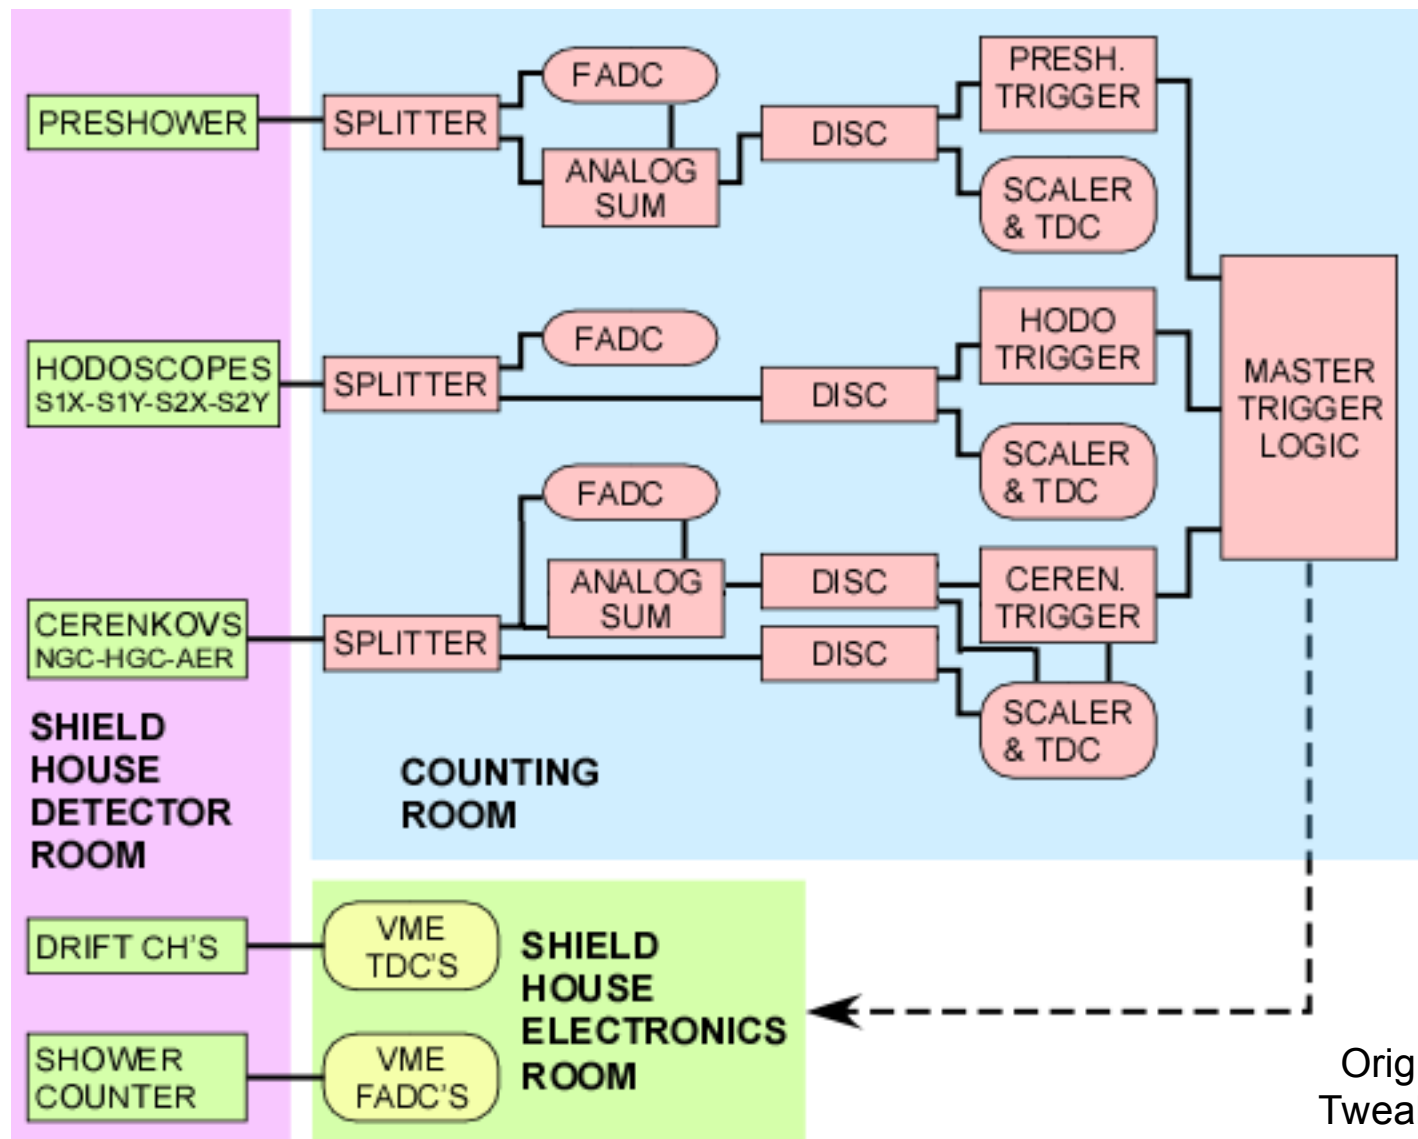 PRESHOWER
SPLITTER
FADC
ANALOG
SUM
DISC
PRESH.
TRIGGER
SCALER
& TDC
HODOSCOPES
S1X-S1Y-S2X-S2Y
SPLITTER
FADC
DISC
HODO
TRIGGER
SCALER
& TDC
MASTER
TRIGGER
LOGIC
CERENKOVS
NGC-HGC-AER
SPLITTER
FADC
ANALOG
SUM
DISC
DISC
CEREN.
TRIGGER
SCALER
& TDC
SHIELD
HOUSE
DETECTOR
ROOM
COUNTING
ROOM
DRIFT CH'S
VME
TDC'S
SHOWER
COUNTER
VME
FADC'S
SHIELD
HOUSE
ELECTRONICS
ROOM
Orig
Twea